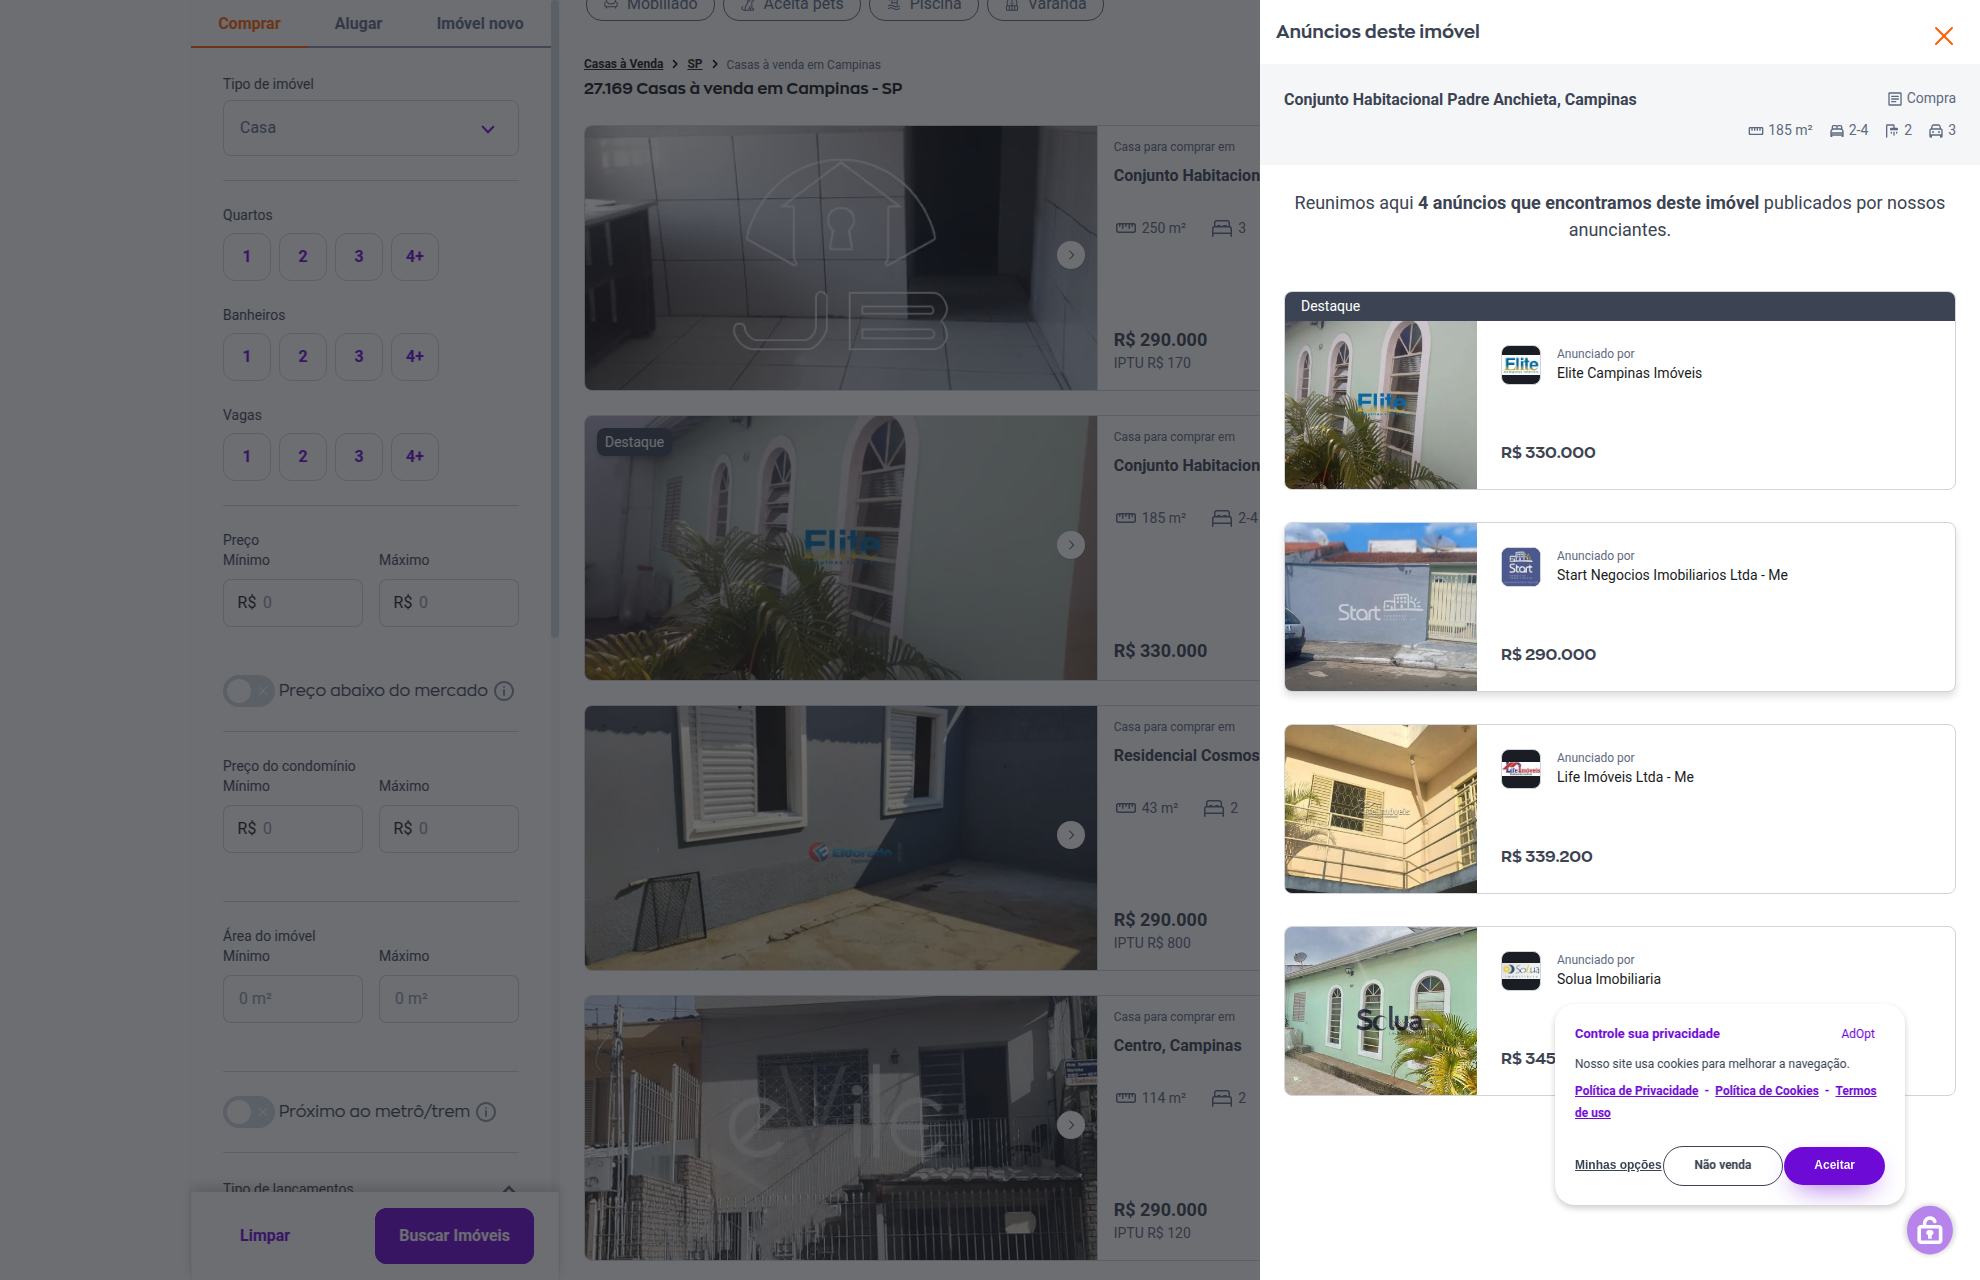 Comprar
Alugar
Imóvel novo
Tipo de imóvel
Casa
Quartos
1
2
3
4+
Banheiros
1
2
3
4+
Vagas
1
2
3
4+
Preço
Mínimo
Máximo
R$ 0
R$ 0
Preço abaixo do mercado
Preço do condomínio
Mínimo
Máximo
R$ 0
R$ 0
Área do imóvel
Mínimo
Máximo
0 m²
0 m²
Próximo ao metrô/trem
Tipo de lançamentos
Limpar
Buscar Imóveis
Mobiliado
Aceita pets
Piscina
Varanda
Casas à Venda
SP
Casas à venda em Campinas
27.169 Casas à venda em Campinas - SP
JB
Casa para comprar em
Conjunto Habitacion
250 m²
3
R$ 290.000
IPTU R$ 170
Destaque
Elite
Casa para comprar em
Conjunto Habitacion
185 m²
2-4
R$ 330.000
Eldorado
Casa para comprar em
Residencial Cosmos
43 m²
2
R$ 290.000
IPTU R$ 800
Casa para comprar em
Centro, Campinas
114 m²
2
R$ 290.000
IPTU R$ 120
Anúncios deste imóvel
Conjunto Habitacional Padre Anchieta, Campinas
Compra
185 m²
2-4
2
3
Reunimos aqui 4 anúncios que encontramos deste imóvel publicados por nossos
anunciantes.
Destaque
Elite
Elite
Anunciado por
Elite Campinas Imóveis
R$ 330.000
Start
Start
Anunciado por
Start Negocios Imobiliarios Ltda - Me
R$ 290.000
Anunciado por
Life Imóveis Ltda - Me
R$ 339.200
Solua
Solua
Anunciado por
Solua Imobiliaria
R$ 345
Controle sua privacidade
AdOpt
Nosso site usa cookies para melhorar a navegação.
Política de Privacidade - Política de Cookies - Termos
de uso
Minhas opções
Não venda
Aceitar